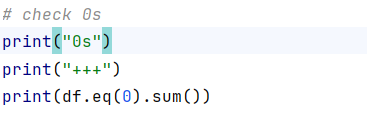 # check 0s
print("0s")
print("+++")
print(df.eq(0).sum())